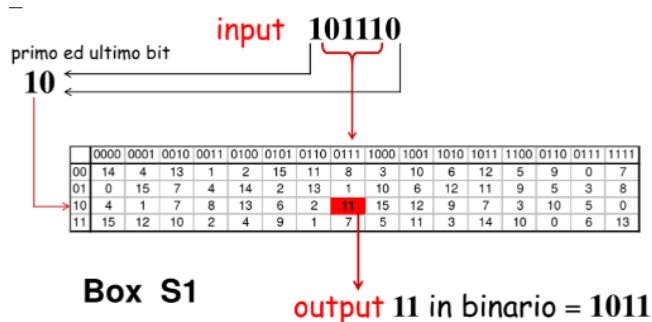 input 101110
primo ed ultimo bit
10
0000 0001 0010 0011 0100 0101 0110 0111 1000 1001 1010 1011 1100 0110 0111 1111
00 14 4 13 1 2 15 11 8 3 10 6 12 5 9 0 7
01 0 15 7 4 14 2 13 1 10 6 12 11 9 5 3 8
10 4 1 7 8 13 6 2 11 15 12 9 7 3 10 5 0
11 15 12 10 2 4 9 1 7 5 11 3 14 10 0 6 13
Box S1
output 11 in binario = 1011